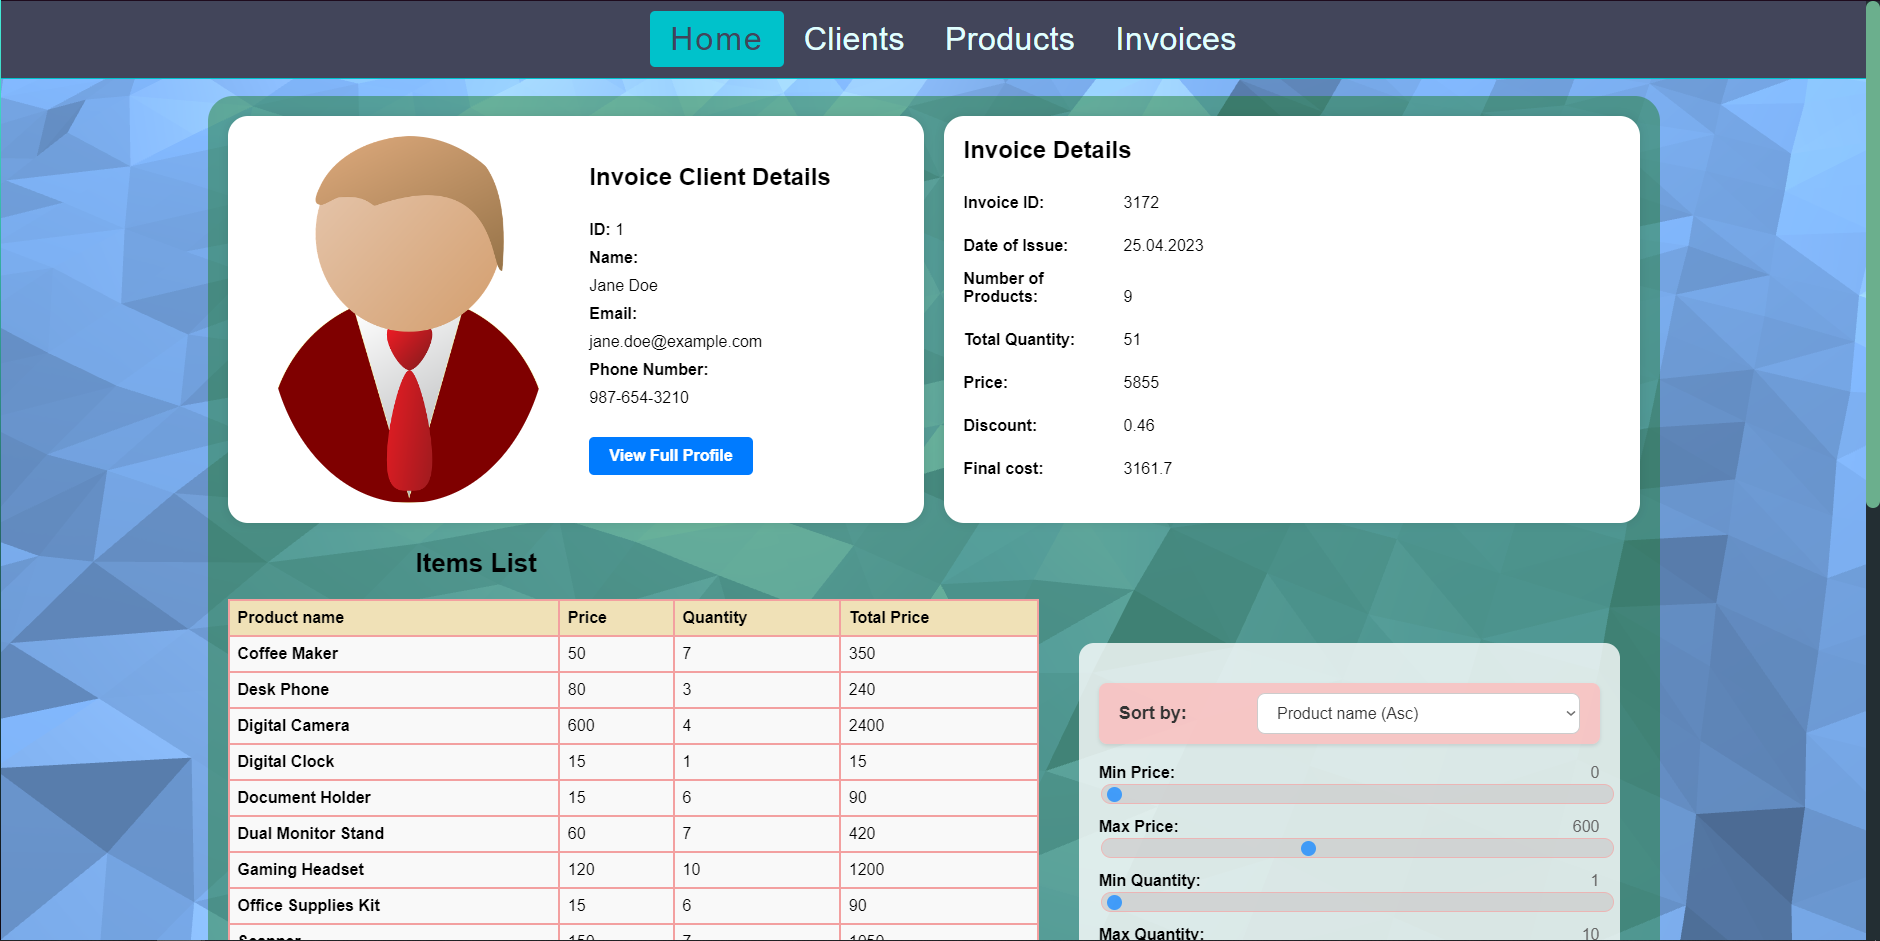 Home Clients Products Invoices
Invoice Client Details
ID: 1
Name:
Jane Doe
Email:
jane.doe@example.com
Phone Number:
987-654-3210
View Full Profile
Invoice Details
Invoice ID: 3172
Date of Issue: 25.04.2023
Number of
Products: 9
Total Quantity: 51
Price: 5855
Discount: 0.46
Final cost: 3161.7
Items List
Product name Price Quantity Total Price
Coffee Maker 50 7 350
Desk Phone 80 3 240
Digital Camera 600 4 2400
Digital Clock 15 1 15
Document Holder 15 6 90
Dual Monitor Stand 60 7 420
Gaming Headset 120 10 1200
Office Supplies Kit 15 6 90
Scanner 150 7 1050
Sort by: Product name (Asc)
Min Price: 0
Max Price: 600
Min Quantity: 1
Max Quantity: 10